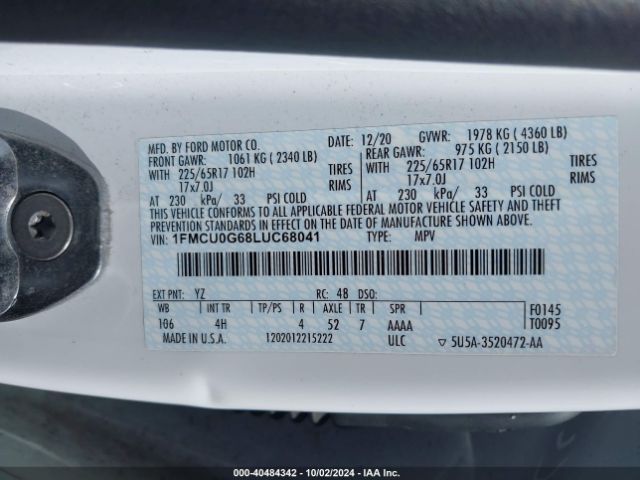 MFD. BY FORD MOTOR CO. DATE: 12/20 GVWR: 1978 KG ( 4360 LB)
FRONT GAWR: 1061 KG ( 2340 LB) REAR GAWR: 975 KG ( 2150 LB)
WITH 225/65R17 102H TIRES WITH 225/65R17 102H TIRES
17x7.0J RIMS 17x7.0J RIMS
AT 230 kPa/ 33 PSI COLD AT 230 kPa/ 33 PSI COLD
THIS VEHICLE CONFORMS TO ALL APPLICABLE FEDERAL MOTOR VEHICLE SAFETY AND THEFT
PREVENTION STANDARDS IN EFFECT ON THE DATE OF MANUFACTURE SHOWN ABOVE.
VIN: 1FMCU0G68LUC68041 TYPE: MPV
EXT PNT: YZ RC: 48 DSO:
WB INT TR TP/PS R AXLE TR SPR F0145
106 4H 4 52 7 AAAA T0095
MADE IN U.S.A. 1202012215222 ULC ▽ 5U5A-3520472-AA
VEHICLE: 0 - 40484342 | 10/02/2024 | IAA Inc.